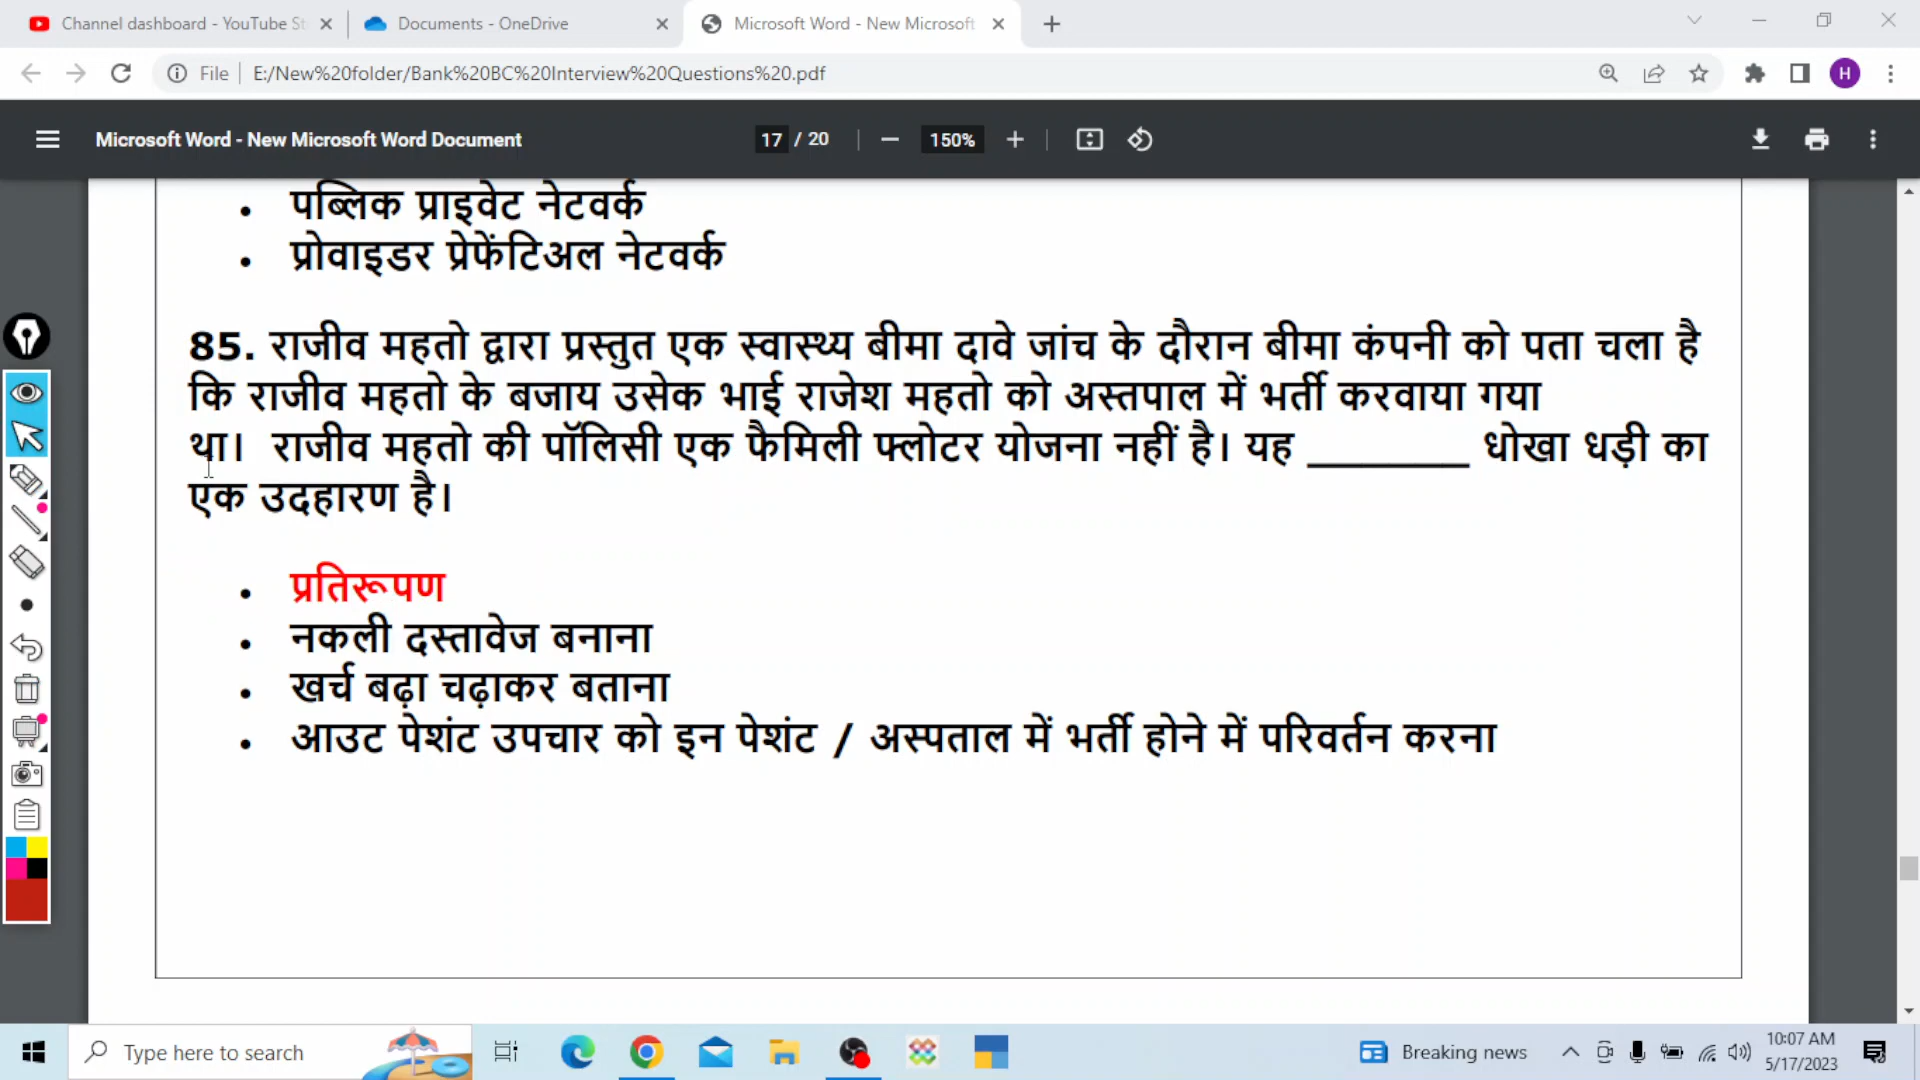 Channel dashboard - YouTube St
Documents - OneDrive
Microsoft Word - New Microsoft
File
E:/New%20folder/Bank%20BC%20Interview%20Questions%20.pdf
H
Microsoft Word - New Microsoft Word Document
17 / 20
150%
• पब्लिक प्राइवेट नेटवर्क
• प्रोवाइडर प्रेफेंटिअल नेटवर्क
85. राजीव महतो द्वारा प्रस्तुत एक स्वास्थ्य बीमा दावे जांच के दौरान बीमा कंपनी को पता चला है
कि राजीव महतो के बजाय उसेक भाई राजेश महतो को अस्तपाल में भर्ती करवाया गया
था। राजीव महतो की पॉलिसी एक फैमिली फ्लोटर योजना नहीं है। यह ________ धोखा धड़ी का
एक उदहारण है।
• प्रतिरूपण
• नकली दस्तावेज बनाना
• खर्च बढ़ा चढ़ाकर बताना
• आउट पेशंट उपचार को इन पेशंट / अस्पताल में भर्ती होने में परिवर्तन करना
Type here to search
Breaking news
10:07 AM
5/17/2023